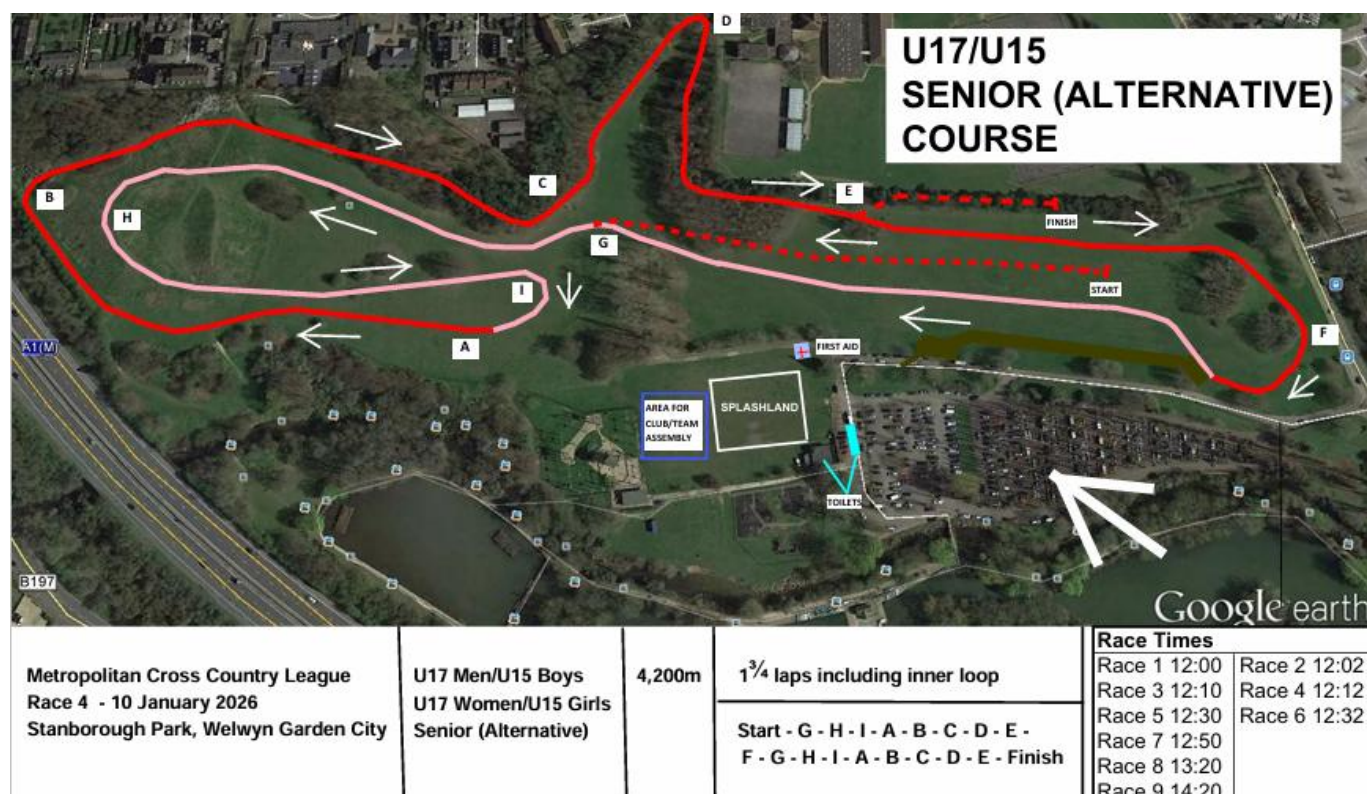 U17/U15
SENIOR (ALTERNATIVE)
COURSE
D
B
C
E
H
G
FINISH
I
START
A
F
A1(M)
FIRST AID
AREA FOR
CLUB/TEAM
ASSEMBLY
SPLASHLAND
TOILETS
B197
Google earth
Metropolitan Cross Country League
Race 4 - 10 January 2026
Stanborough Park, Welwyn Garden City
U17 Men/U15 Boys
U17 Women/U15 Girls
Senior (Alternative)
4,200m
1¾ laps including inner loop
Start - G - H - I - A - B - C - D - E -
F - G - H - I - A - B - C - D - E - Finish
Race Times
Race 1 12:00 Race 2 12:02
Race 3 12:10 Race 4 12:12
Race 5 12:30 Race 6 12:32
Race 7 12:50
Race 8 13:20
Race 9 14:20